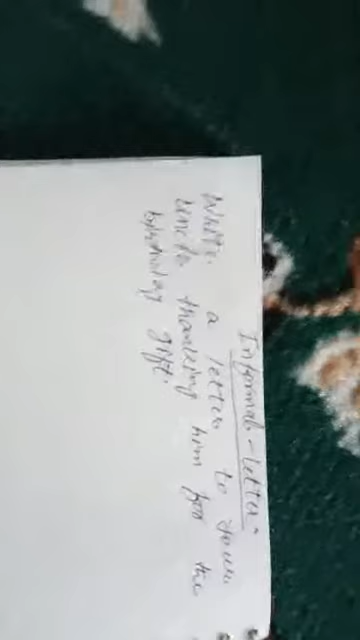 Informal-letter
Write a letter to your
uncle thanking him for the
birthday gift.